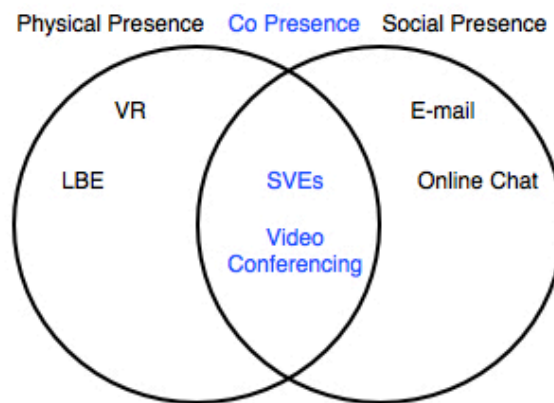 Physical Presence Co Presence Social Presence
VR
E-mail
LBE
SVEs
Online Chat
Video
Conferencing